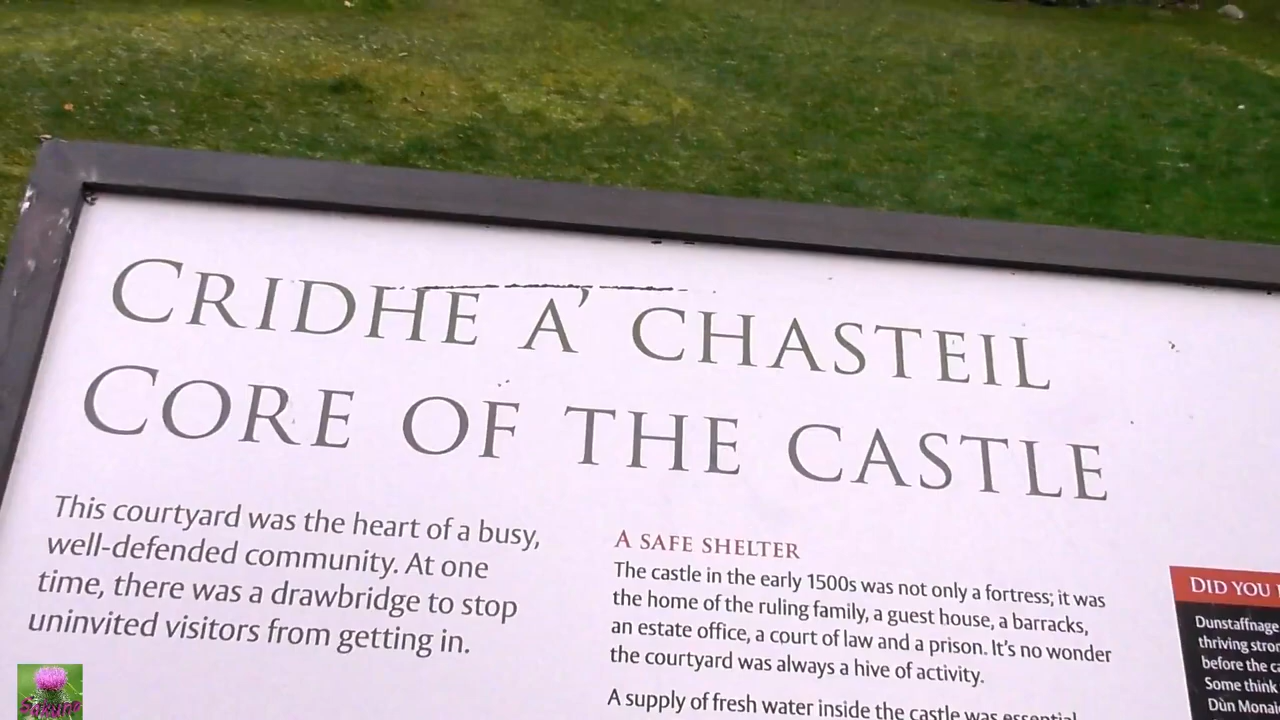 CRIDHE A' CHASTEIL
CORE OF THE CASTLE
This courtyard was the heart of a busy,
well-defended community. At one
time, there was a drawbridge to stop
uninvited visitors from getting in.
A SAFE SHELTER
The castle in the early 1500s was not only a fortress; it was
the home of the ruling family, a guest house, a barracks,
an estate office, a court of law and a prison. It's no wonder
the courtyard was always a hive of activity.
A supply of fresh water inside the castle was essential
DID YOU
Dunstaffnage
thriving
before the
Some think
Dùn
Sakura